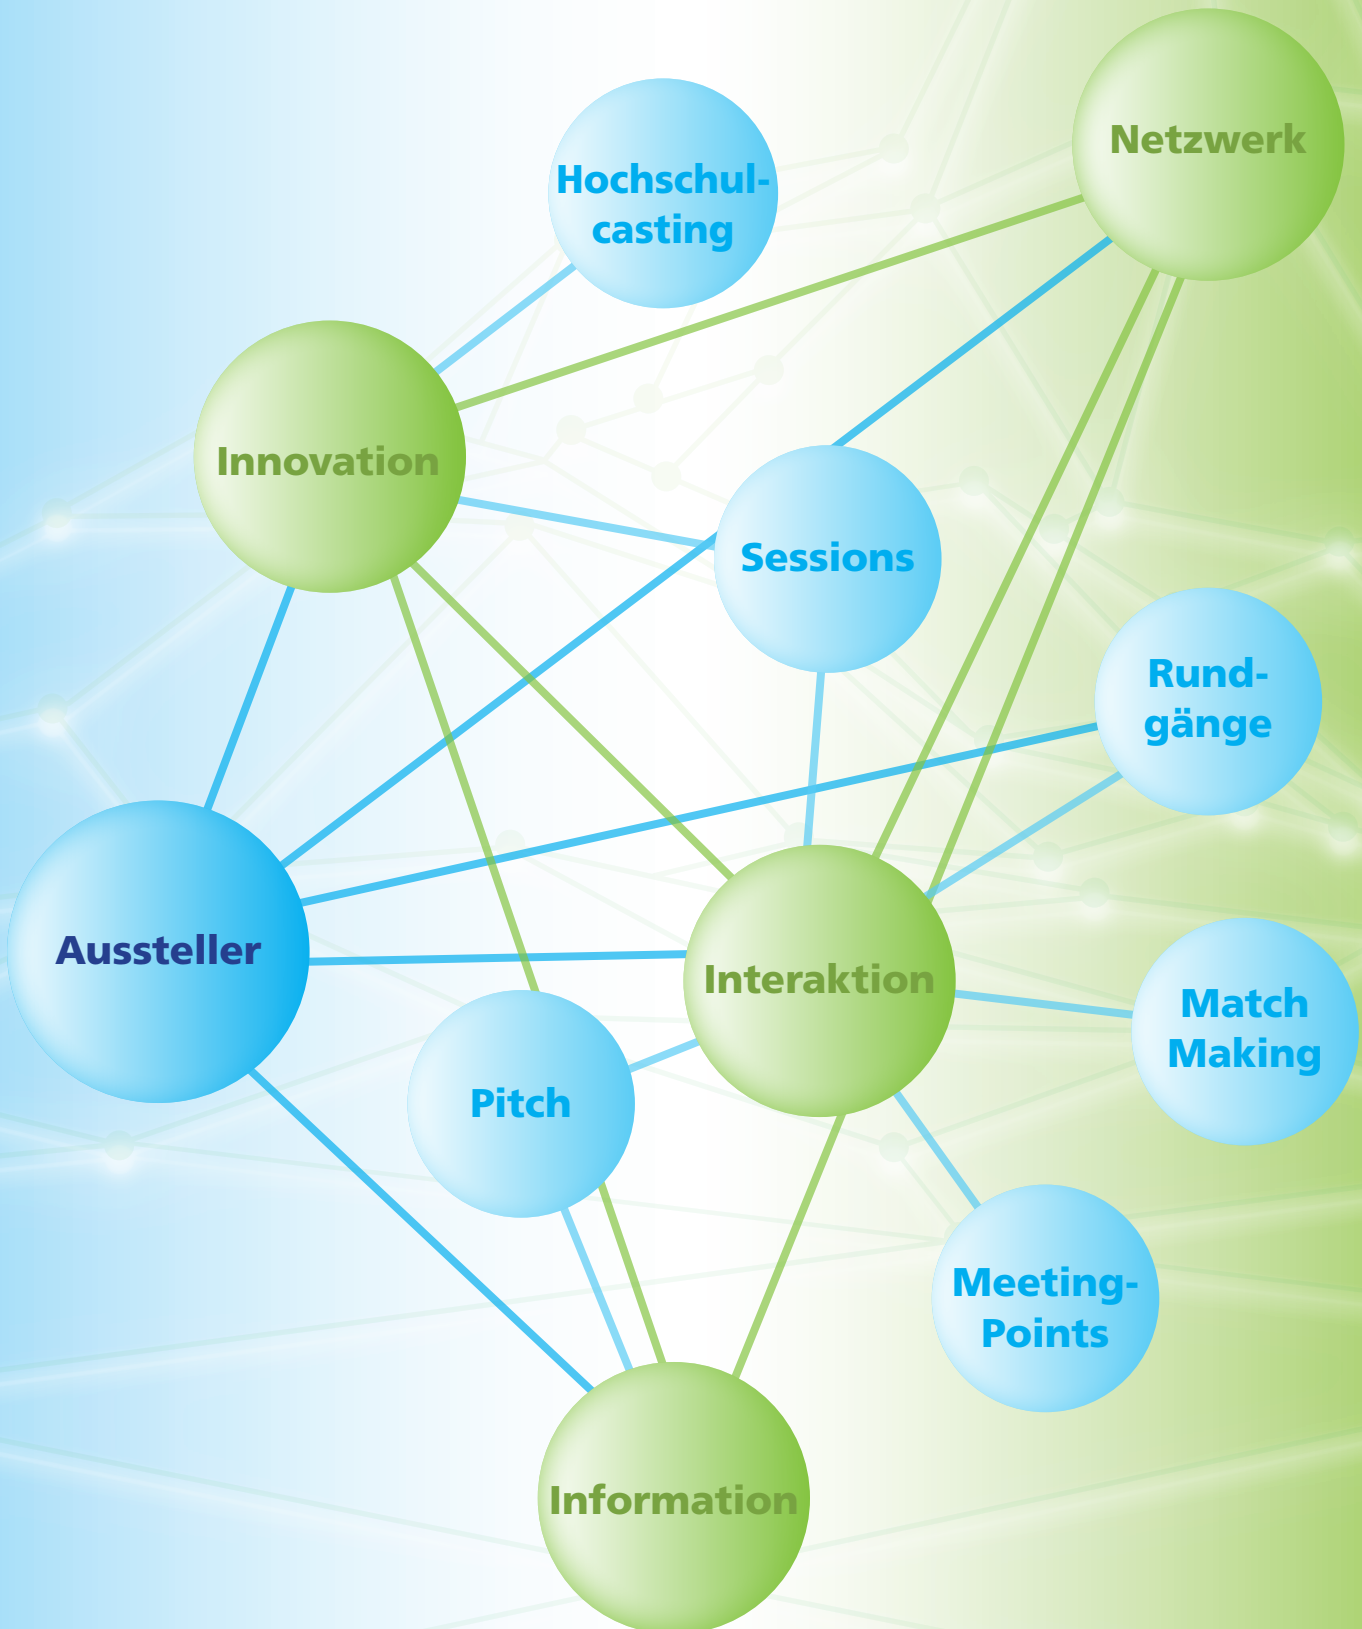 Netzwerk
Hochschul-
casting
Innovation
Sessions
Rund-
gänge
Aussteller
Interaktion
Match
Making
Pitch
Meeting-
Points
Information